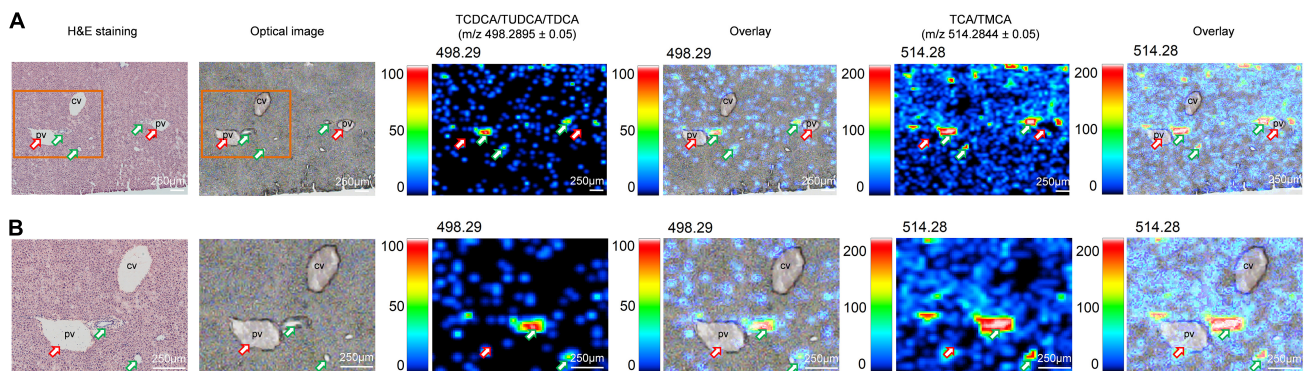 A
H&E staining
Optical image
TCDCA/TUDCA/TDCA
(m/z 498.2895 ± 0.05)
Overlay
TCA/TMCA
(m/z 514.2844 ± 0.05)
Overlay
498.29
498.29
514.28
514.28
100
50
0
100
50
0
200
100
0
200
100
0
cv
pv
pv
250µm
cv
pv
pv
250µm
250µm
cv
pv
pv
250µm
250µm
cv
pv
pv
250µm
B
498.29
498.29
514.28
514.28
100
50
0
100
50
0
200
100
0
200
100
0
cv
pv
250µm
cv
pv
250µm
250µm
cv
pv
250µm
250µm
cv
pv
250µm